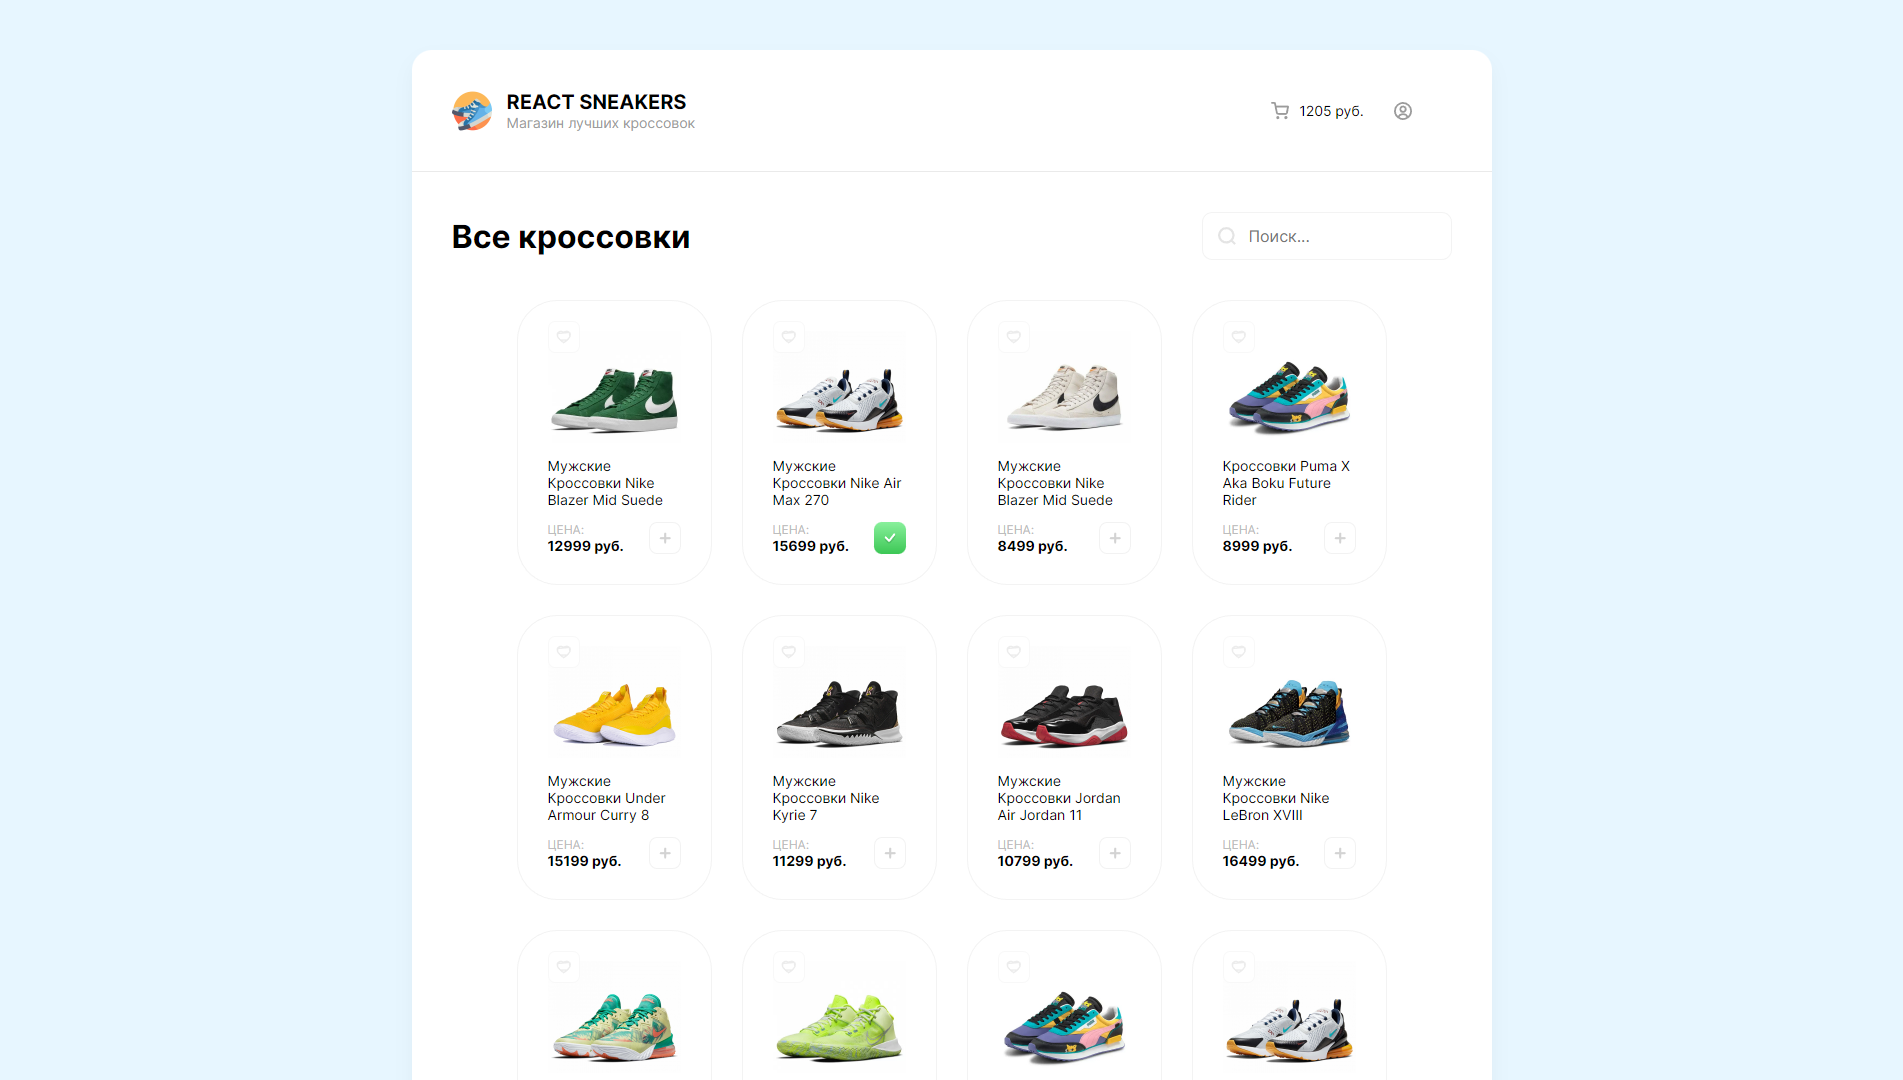 REACT SNEAKERS
Магазин лучших кроссовок
1205 руб.
Все кроссовки
Поиск...
Мужские
Кроссовки Nike
Blazer Mid Suede
ЦЕНА:
12999 руб.
Мужские
Кроссовки Nike Air
Max 270
ЦЕНА:
15699 руб.
Мужские
Кроссовки Nike
Blazer Mid Suede
ЦЕНА:
8499 руб.
Кроссовки Puma X
Aka Boku Future
Rider
ЦЕНА:
8999 руб.
Мужские
Кроссовки Under
Armour Curry 8
ЦЕНА:
15199 руб.
Мужские
Кроссовки Nike
Kyrie 7
ЦЕНА:
11299 руб.
Мужские
Кроссовки Jordan
Air Jordan 11
ЦЕНА:
10799 руб.
Мужские
Кроссовки Nike
LeBron XVIII
ЦЕНА:
16499 руб.